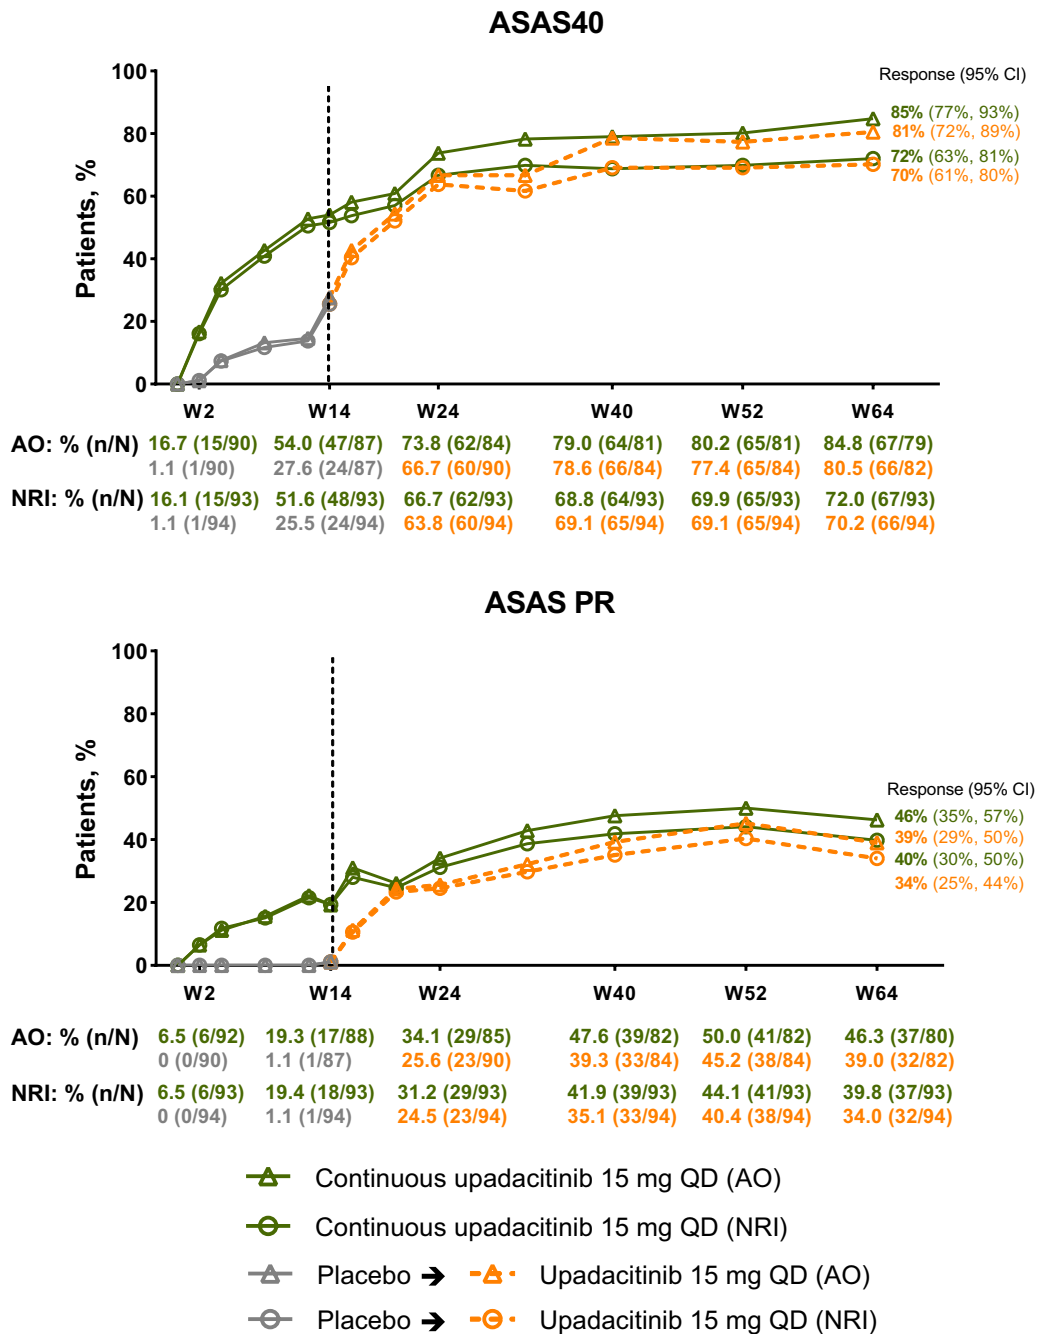 ASAS40
Response (95% CI)
Patients, %
100
80
60
40
20
0
85% (77%, 93%)
81% (72%, 89%)
72% (63%, 81%)
70% (61%, 80%)
W2 W14 W24 W40 W52 W64
AO: % (n/N) 16.7 (15/90) 54.0 (47/87) 73.8 (62/84) 79.0 (64/81) 80.2 (65/81) 84.8 (67/79)
1.1 (1/90) 27.6 (24/87) 66.7 (60/90) 78.6 (66/84) 77.4 (65/84) 80.5 (66/82)
NRI: % (n/N) 16.1 (15/93) 51.6 (48/93) 66.7 (62/93) 68.8 (64/93) 69.9 (65/93) 72.0 (67/93)
1.1 (1/94) 25.5 (24/94) 63.8 (60/94) 69.1 (65/94) 69.1 (65/94) 70.2 (66/94)
ASAS PR
Patients, %
100
80
60
40
20
0
Response (95% CI)
46% (35%, 57%)
39% (29%, 50%)
40% (30%, 50%)
34% (25%, 44%)
W2 W14 W24 W40 W52 W64
AO: % (n/N) 6.5 (6/92) 19.3 (17/88) 34.1 (29/85) 47.6 (39/82) 50.0 (41/82) 46.3 (37/80)
0 (0/90) 1.1 (1/87) 25.6 (23/90) 39.3 (33/84) 45.2 (38/84) 39.0 (32/82)
NRI: % (n/N) 6.5 (6/93) 19.4 (18/93) 31.2 (29/93) 41.9 (39/93) 44.1 (41/93) 39.8 (37/93)
0 (0/94) 1.1 (1/94) 24.5 (23/94) 35.1 (33/94) 40.4 (38/94) 34.0 (32/94)
Continuous upadacitinib 15 mg QD (AO)
Continuous upadacitinib 15 mg QD (NRI)
Placebo ➔ Upadacitinib 15 mg QD (AO)
Placebo ➔ Upadacitinib 15 mg QD (NRI)